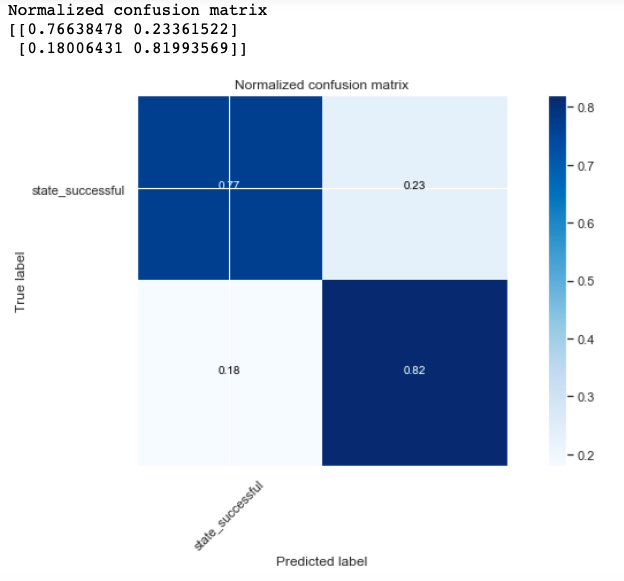 Normalized confusion matrix
[[0.76638478 0.23361522]
 [0.18006431 0.81993569]]
Normalized confusion matrix
0.8
0.77
0.23
state_successful
0.7
0.6
True label
0.5
0.4
0.18
0.82
0.3
0.2
state_successful
Predicted label